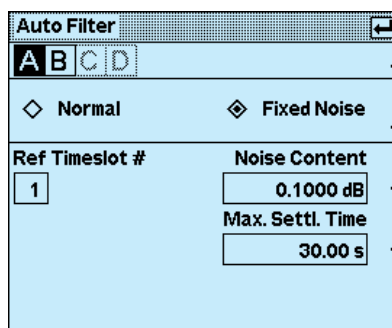 Auto Filter
A B C D
Normal Fixed Noise
Ref Timeslot # Noise Content
1 0.1000 dB
Max. Settl. Time
30.00 s